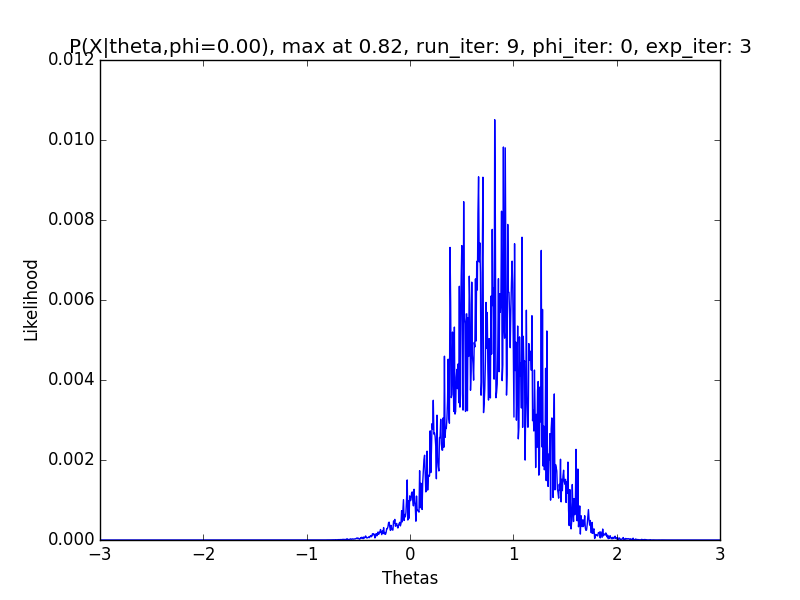 P(X|theta,phi=0.00), max at 0.82, run_iter: 9, phi_iter: 0, exp_iter: 3
0.012
0.010
0.008
0.006
0.004
0.002
0.000
Likelihood
−3 −2 −1 0 1 2 3
Thetas